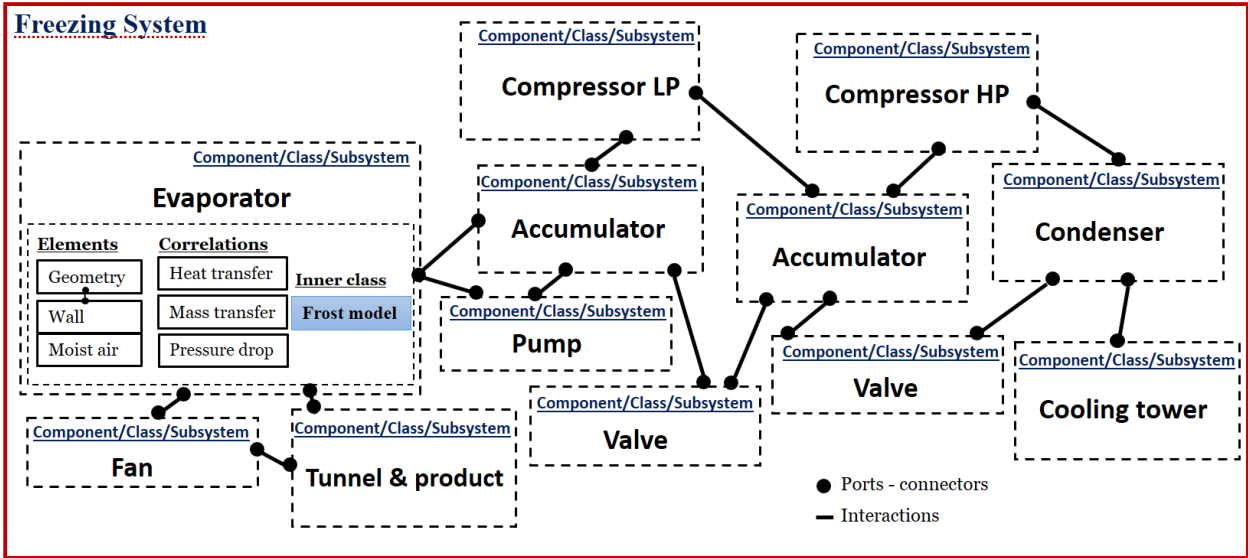 Freezing System
Component/Class/Subsystem
Compressor LP
Component/Class/Subsystem
Compressor HP
Component/Class/Subsystem
Evaporator
Elements
Geometry
Wall
Moist air
Correlations
Heat transfer
Mass transfer
Pressure drop
Inner class
Frost model
Component/Class/Subsystem
Accumulator
Component/Class/Subsystem
Accumulator
Component/Class/Subsystem
Condenser
Component/Class/Subsystem
Pump
Component/Class/Subsystem
Valve
Component/Class/Subsystem
Valve
Component/Class/Subsystem
Cooling tower
Component/Class/Subsystem
Fan
Component/Class/Subsystem
Tunnel & product
Ports - connectors
Interactions